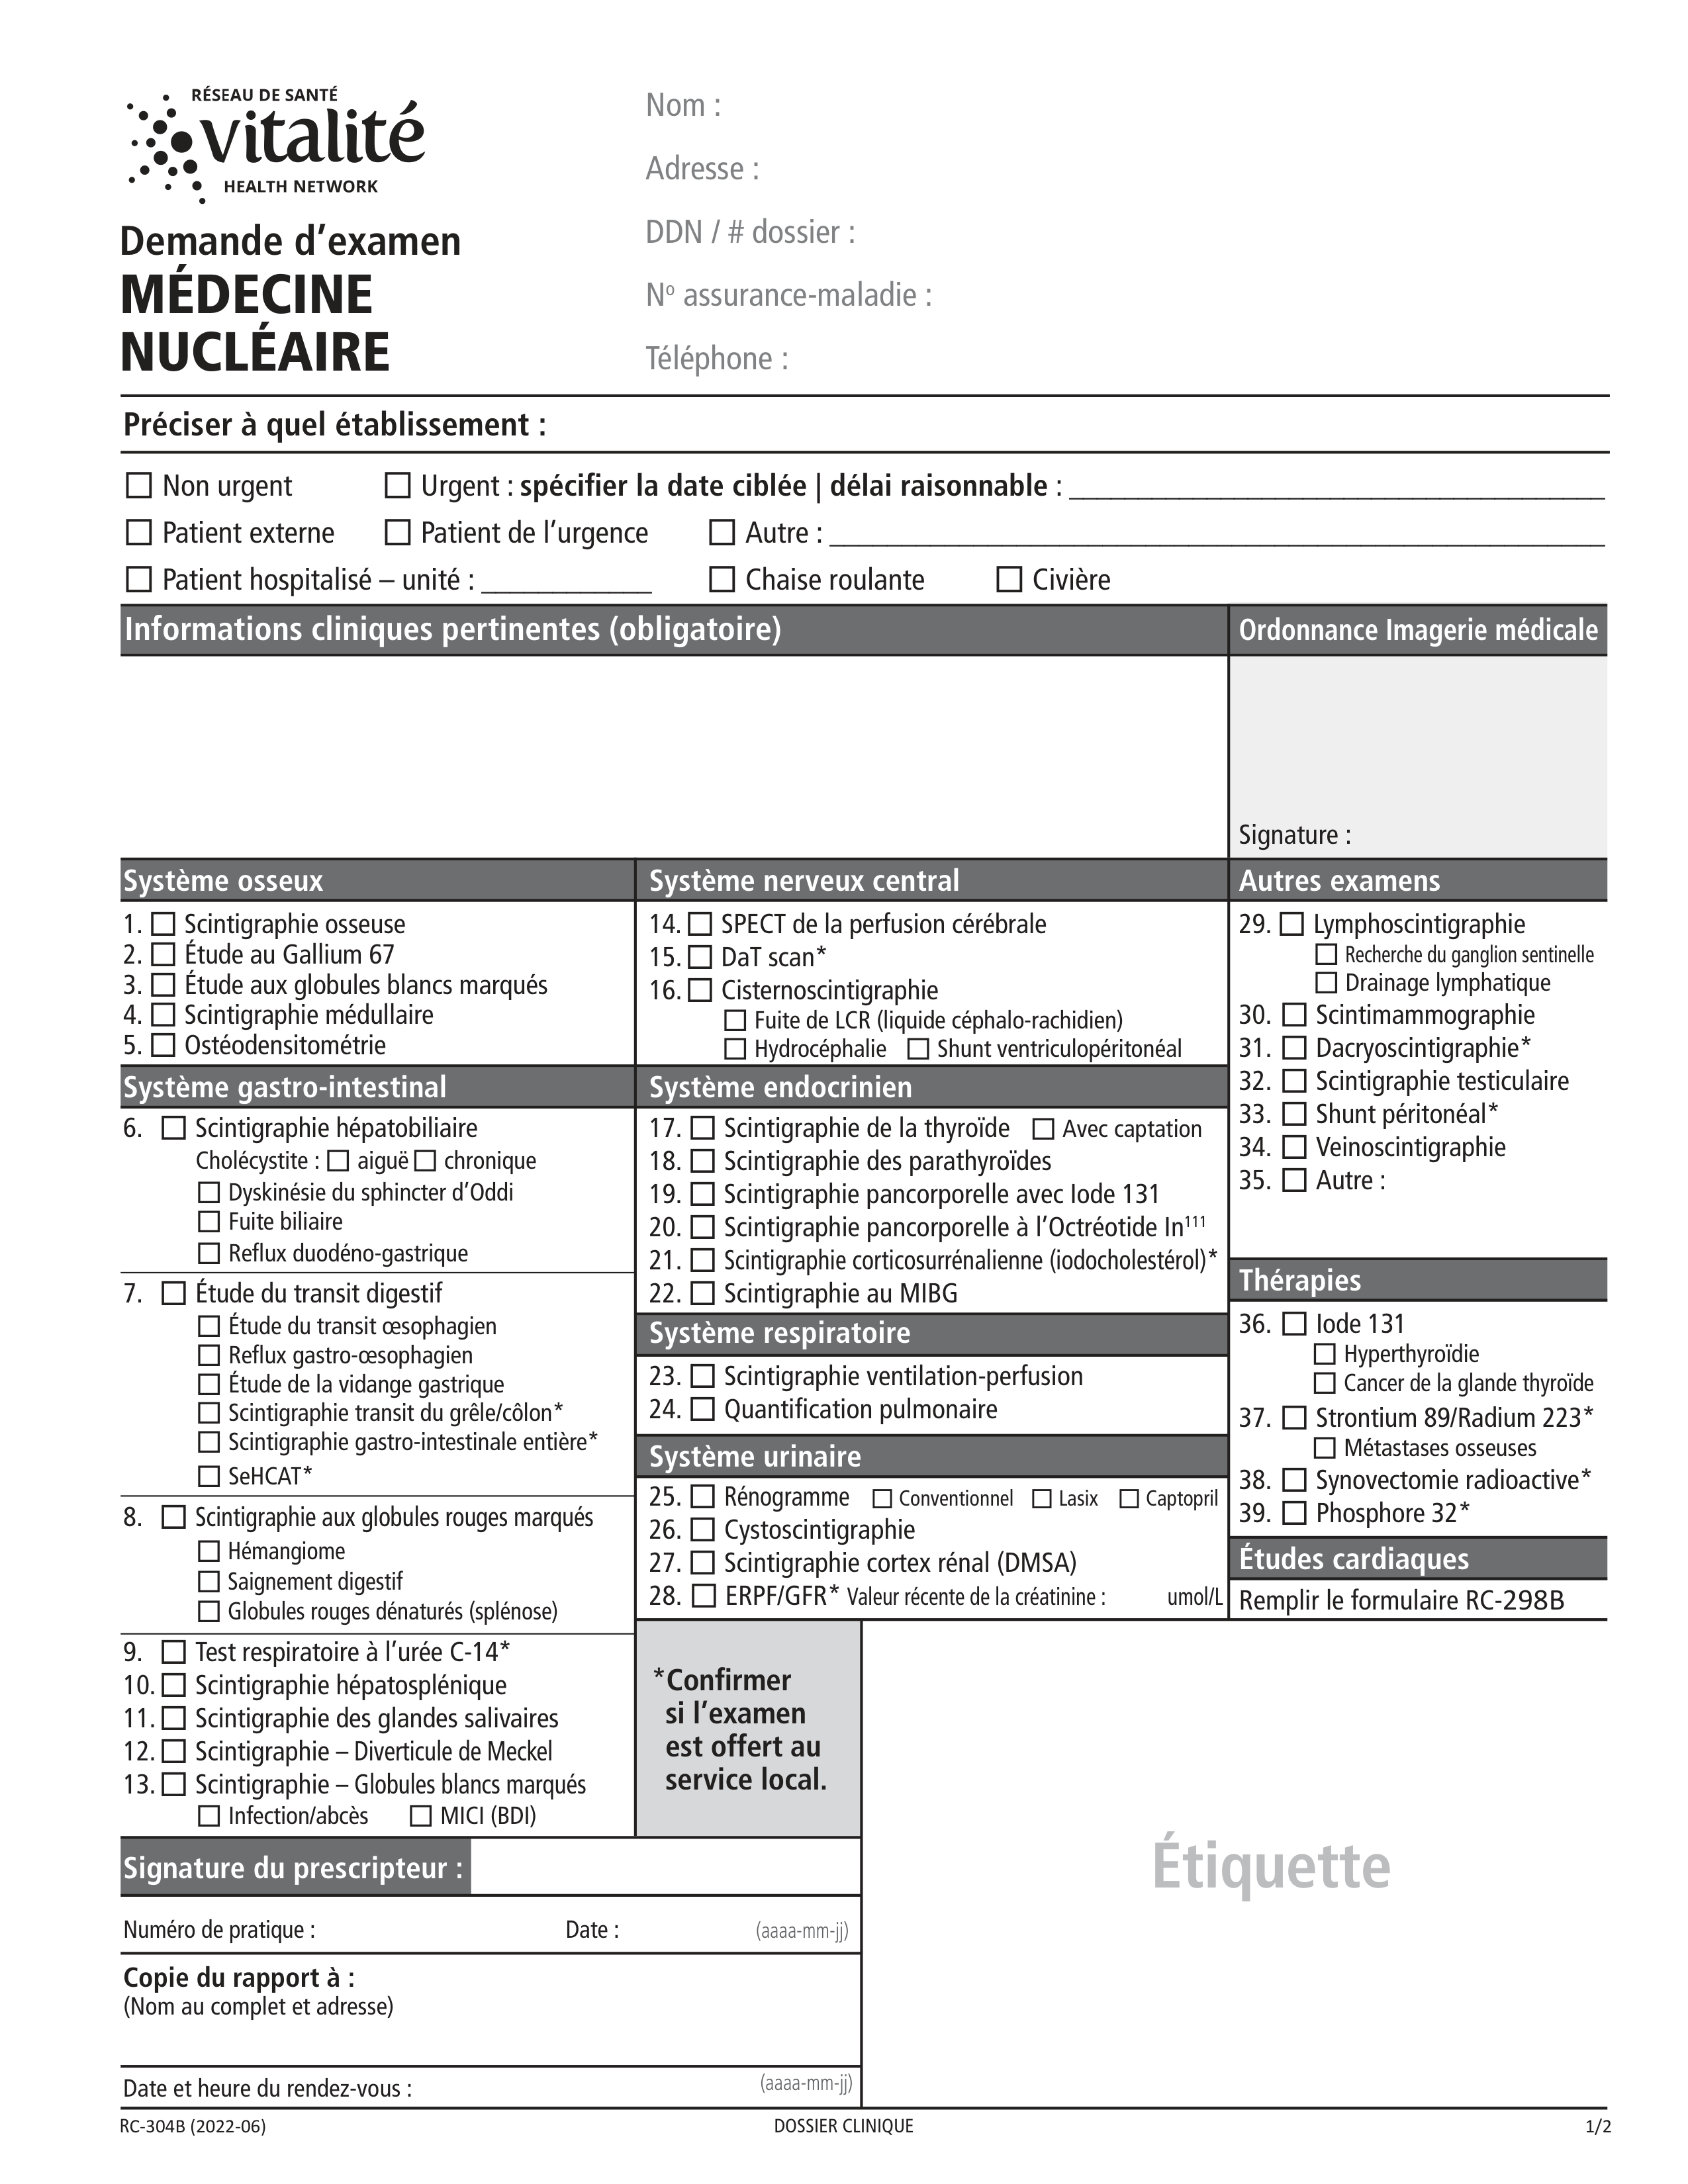 RÉSEAU DE SANTÉ
vitalité
HEALTH NETWORK
Demande d’examen
MÉDECINE
NUCLÉAIRE
Nom :
Adresse :
DDN / # dossier :
Nº assurance-maladie :
Téléphone :
Préciser à quel établissement :
☐ Non urgent ☐ Urgent : spécifier la date ciblée | délai raisonnable : ____________________
☐ Patient externe ☐ Patient de l’urgence ☐ Autre : ____________________
☐ Patient hospitalisé – unité : ____________ ☐ Chaise roulante ☐ Civière
Informations cliniques pertinentes (obligatoire)
Ordonnance Imagerie médicale
Signature :
Système osseux
1. ☐ Scintigraphie osseuse
2. ☐ Étude au Gallium 67
3. ☐ Étude aux globules blancs marqués
4. ☐ Scintigraphie médullaire
5. ☐ Ostéodensitométrie
Système gastro-intestinal
6. ☐ Scintigraphie hépatobiliaire
Cholécystite : ☐ aiguë ☐ chronique
☐ Dyskinésie du sphincter d’Oddi
☐ Fuite biliaire
☐ Reflux duodéno-gastrique
7. ☐ Étude du transit digestif
☐ Étude du transit œsophagien
☐ Reflux gastro-œsophagien
☐ Étude de la vidange gastrique
☐ Scintigraphie transit du grêle/côlon*
☐ Scintigraphie gastro-intestinale entière*
☐ SeHCAT*
8. ☐ Scintigraphie aux globules rouges marqués
☐ Hémangiome
☐ Saignement digestif
☐ Globules rouges dénaturés (splénose)
9. ☐ Test respiratoire à l’urée C-14*
10. ☐ Scintigraphie hépatosplénique
11. ☐ Scintigraphie des glandes salivaires
12. ☐ Scintigraphie – Diverticule de Meckel
13. ☐ Scintigraphie – Globules blancs marqués
☐ Infection/abcès ☐ MICI (BDI)
Système nerveux central
14. ☐ SPECT de la perfusion cérébrale
15. ☐ DaT scan*
16. ☐ Cisternoscintigraphie
☐ Fuite de LCR (liquide céphalo-rachidien)
☐ Hydrocéphalie ☐ Shunt ventriculopéritonéal
Système endocrinien
17. ☐ Scintigraphie de la thyroïde ☐ Avec captation
18. ☐ Scintigraphie des parathyroïdes
19. ☐ Scintigraphie pancorporelle avec Iode 131
20. ☐ Scintigraphie pancorporelle à l’Octréotide In¹¹¹
21. ☐ Scintigraphie corticosurrénalienne (iodocholestérol)*
22. ☐ Scintigraphie au MIBG
Système respiratoire
23. ☐ Scintigraphie ventilation-perfusion
24. ☐ Quantification pulmonaire
Système urinaire
25. ☐ Rénogramme ☐ Conventionnel ☐ Lasix ☐ Captopril
26. ☐ Cystoscintigraphie
27. ☐ Scintigraphie cortex rénal (DMSA)
28. ☐ ERPF/GFR* Valeur récente de la créatinine : umol/L
*Confirmer
si l’examen
est offert au
service local.
Autres examens
29. ☐ Lymphoscintigraphie
☐ Recherche du ganglion sentinelle
☐ Drainage lymphatique
30. ☐ Scintimammographie
31. ☐ Dacryoscintigraphie*
32. ☐ Scintigraphie testiculaire
33. ☐ Shunt péritonéal*
34. ☐ Veinoscintigraphie
35. ☐ Autre :
Thérapies
36. ☐ Iode 131
☐ Hyperthyroïdie
☐ Cancer de la glande thyroïde
37. ☐ Strontium 89/Radium 223*
☐ Métastases osseuses
38. ☐ Synovectomie radioactive*
39. ☐ Phosphore 32*
Études cardiaques
Remplir le formulaire RC-298B
Signature du prescripteur :
Numéro de pratique : Date : (aaaa-mm-jj)
Copie du rapport à :
(Nom au complet et adresse)
Date et heure du rendez-vous : (aaaa-mm-jj)
Étiquette
RC-304B (2022-06) DOSSIER CLINIQUE 1/2